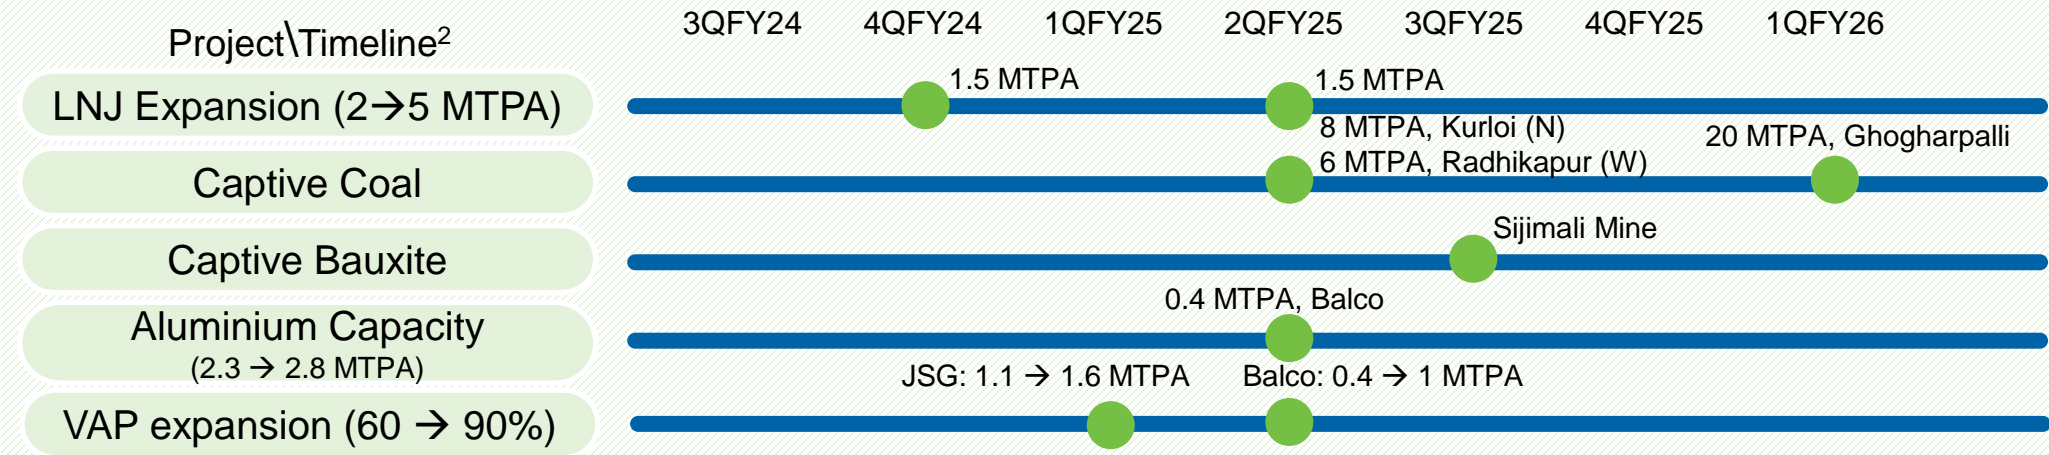 Project\Timeline²
3QFY24 4QFY24 1QFY25 2QFY25 3QFY25 4QFY25 1QFY26
LNJ Expansion (2→5 MTPA)
1.5 MTPA
1.5 MTPA
Captive Coal
8 MTPA, Kurloi (N)
6 MTPA, Radhikapur (W)
20 MTPA, Ghogharpalli
Captive Bauxite
Sijimali Mine
Aluminium Capacity
(2.3 → 2.8 MTPA)
0.4 MTPA, Balco
VAP expansion (60 → 90%)
JSG: 1.1 → 1.6 MTPA
Balco: 0.4 → 1 MTPA